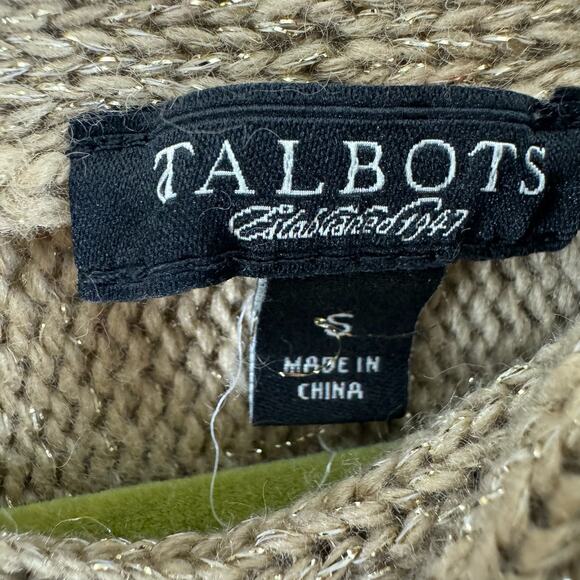 TALBOTS
Established 1947
S
MADE IN
CHINA